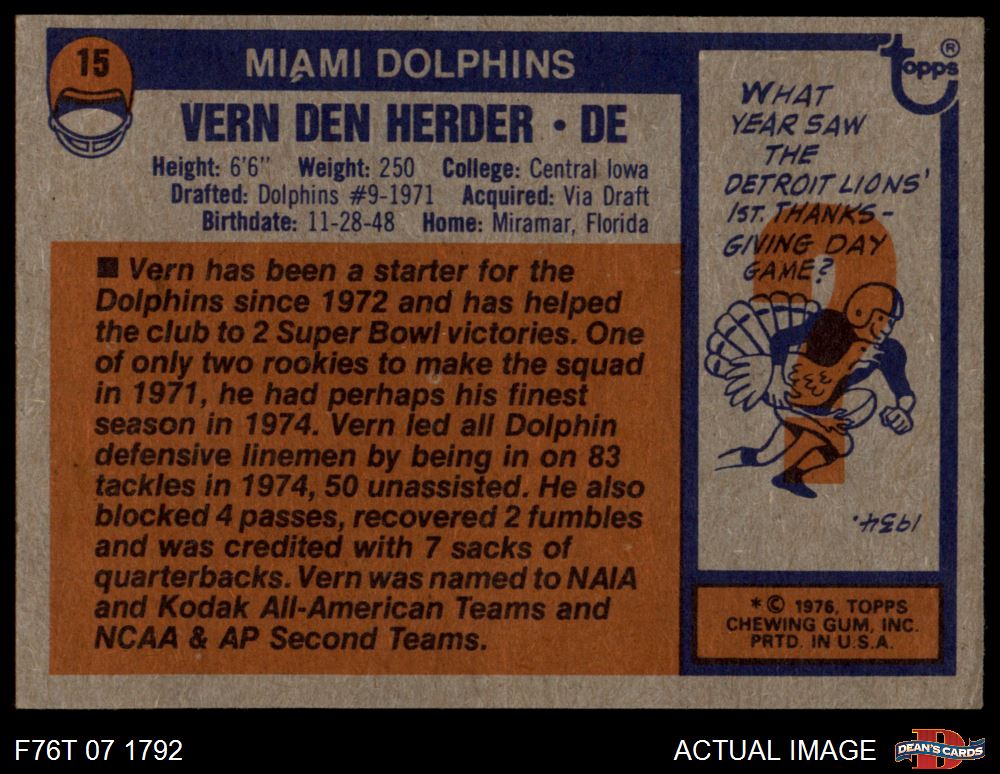 15
MIAMI DOLPHINS
VERN DEN HERDER • DE
Height: 6'6" Weight: 250 College: Central Iowa
Drafted: Dolphins #9-1971 Acquired: Via Draft
Birthdate: 11-28-48 Home: Miramar, Florida
■ Vern has been a starter for the
Dolphins since 1972 and has helped
the club to 2 Super Bowl victories. One
of only two rookies to make the squad
in 1971, he had perhaps his finest
season in 1974. Vern led all Dolphin
defensive linemen by being in on 83
tackles in 1974, 50 unassisted. He also
blocked 4 passes, recovered 2 fumbles
and was credited with 7 sacks of
quarterbacks. Vern was named to NAIA
and Kodak All-American Teams and
NCAA & AP Second Teams.
topps®
WHAT
YEAR SAW
THE
DETROIT LIONS'
1ST. THANKS-
GIVING DAY
GAME?
1934.
*© 1976, TOPPS
CHEWING GUM, INC.
PRTD. IN U.S.A.
F76T 07 1792
ACTUAL IMAGE
D
DEAN'S CARDS